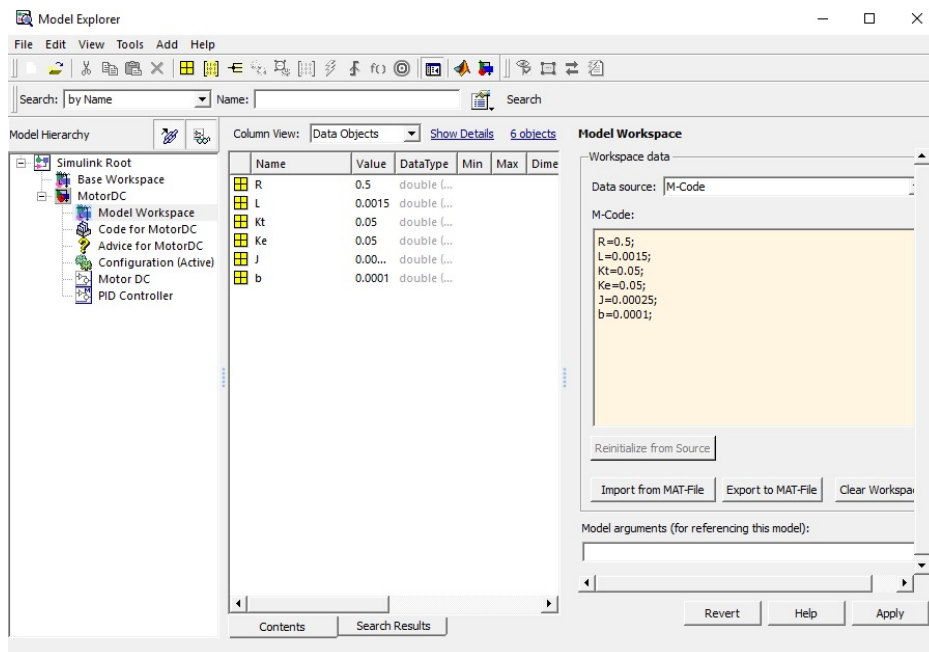 Model Explorer
File Edit View Tools Add Help
f()
Search: by Name Name: Search
Model Hierarchy
Simulink Root
Base Workspace
MotorDC
Model Workspace
Code for MotorDC
Advice for MotorDC
Configuration (Active)
Motor DC
PID Controller
Column View: Data Objects Show Details 6 objects
Name Value DataType Min Max Dime
R 0.5 double (...
L 0.0015 double (...
Kt 0.05 double (...
Ke 0.05 double (...
J 0.00... double (...
b 0.0001 double (...
Contents Search Results
Model Workspace
Workspace data
Data source: M-Code
M-Code:
R=0.5;
L=0.0015;
Kt=0.05;
Ke=0.05;
J=0.00025;
b=0.0001;
Reinitialize from Source
Import from MAT-File Export to MAT-File Clear Workspa
Model arguments (for referencing this model):
Revert Help Apply